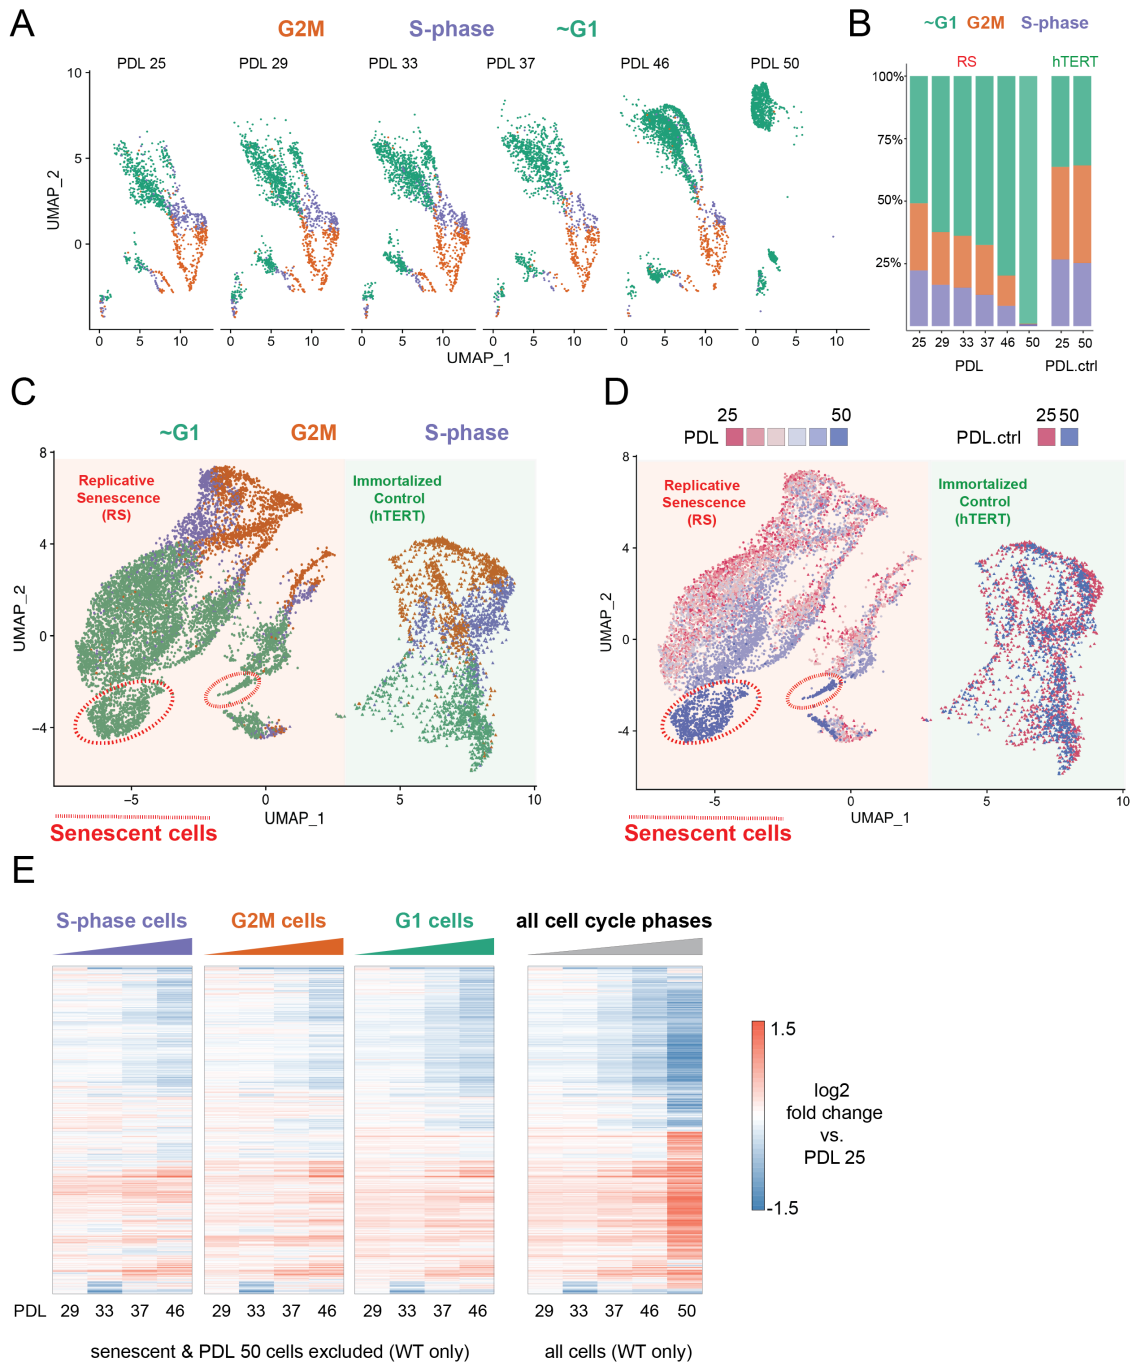 A
G2M S-phase ~G1
PDL 25 PDL 29 PDL 33 PDL 37 PDL 46 PDL 50
10
5
0
UMAP_2
0 5 10 0 5 10 0 5 10 0 5 10 0 5 10 0 5 10
UMAP_1
B
~G1 G2M S-phase
RS hTERT
100%
75%
50%
25%
25 29 33 37 46 50 25 50
PDL PDL.ctrl
C
~G1 G2M S-phase
8
4
0
−4
UMAP_2
Replicative
Senescence
(RS)
Immortalized
Control
(hTERT)
−5 0 5 10
UMAP_1
Senescent cells
D
25 50 25 50
PDL PDL.ctrl
8
4
0
-4
UMAP_2
Replicative
Senescence
(RS)
Immortalized
Control
(hTERT)
-5 0 5 10
UMAP_1
Senescent cells
E
S-phase cells G2M cells G1 cells all cell cycle phases
1.5
log2
fold change
vs.
PDL 25
-1.5
PDL 29 33 37 46 29 33 37 46 29 33 37 46 29 33 37 46 50
senescent & PDL 50 cells excluded (WT only) all cells (WT only)